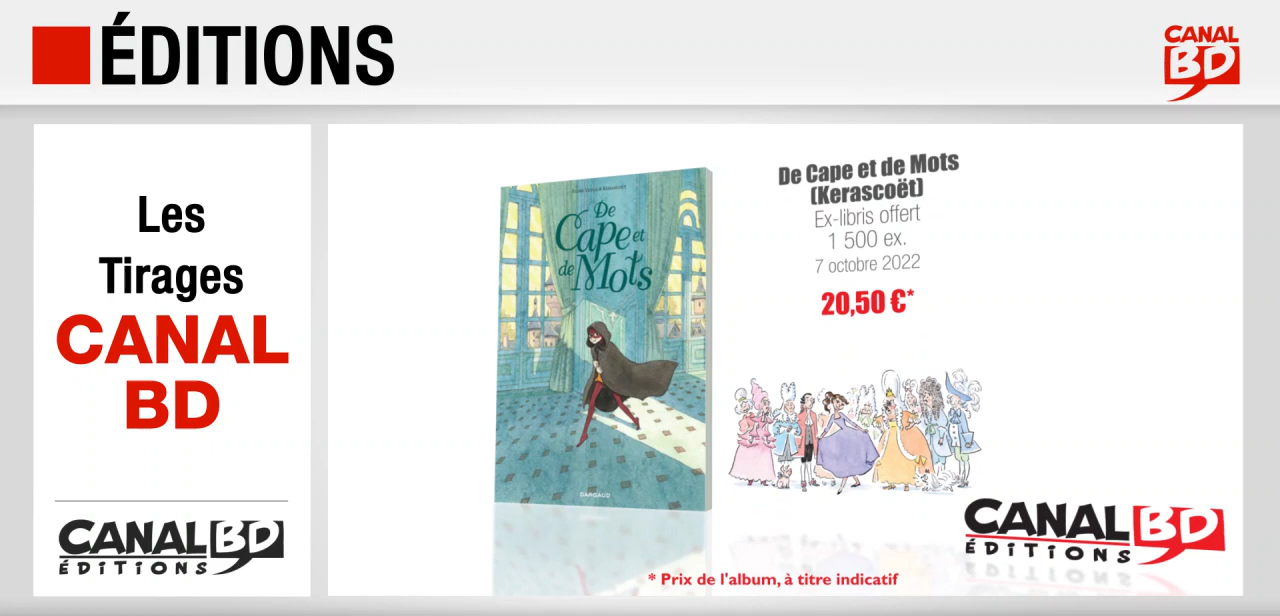 ÉDITIONS
CANAL
BD
Les
Tirages
CANAL
BD
CANAL BD
ÉDITIONS
De
Cape et
de Mots
DARGAUD
De Cape et de Mots
(Kerascoët)
Ex-libris offert
1 500 ex.
7 octobre 2022
20,50 €*
CANAL BD
ÉDITIONS
* Prix de l'album, à titre indicatif